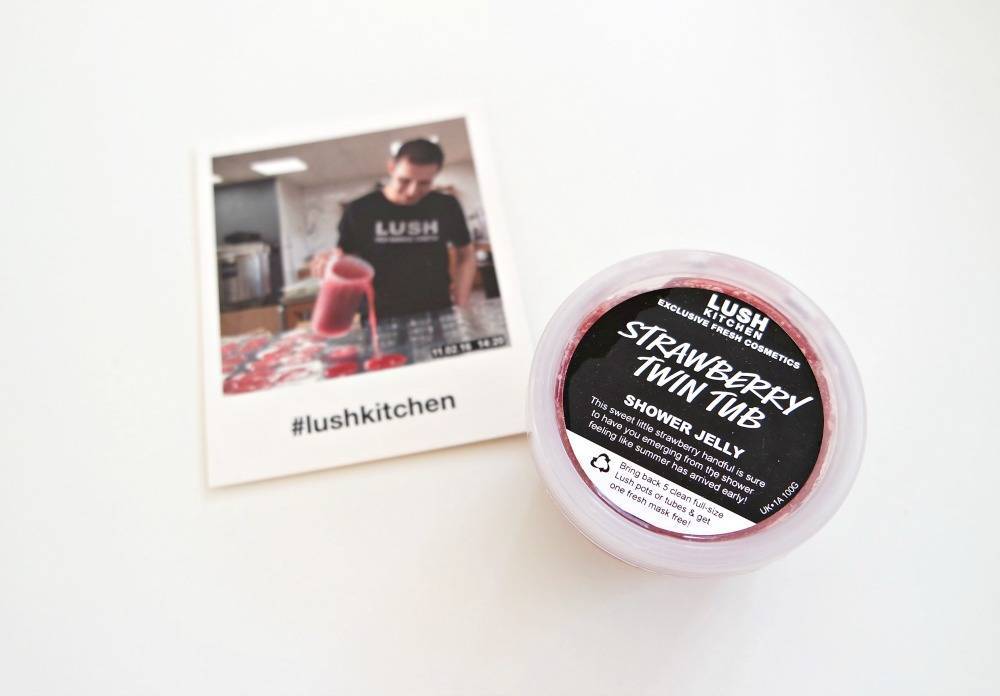 LUSH
11.02.15 14:20
#lushkitchen
LUSH
KITCHEN
EXCLUSIVE FRESH COSMETICS
STRAWBERRY
TWIN TUB
SHOWER JELLY
This sweet little strawberry handful is sure
to have you emerging from the shower
feeling like summer has arrived early!
Bring back 5 clean full-size
Lush pots or tubes & get
one fresh mask free!
UK•1A 100G